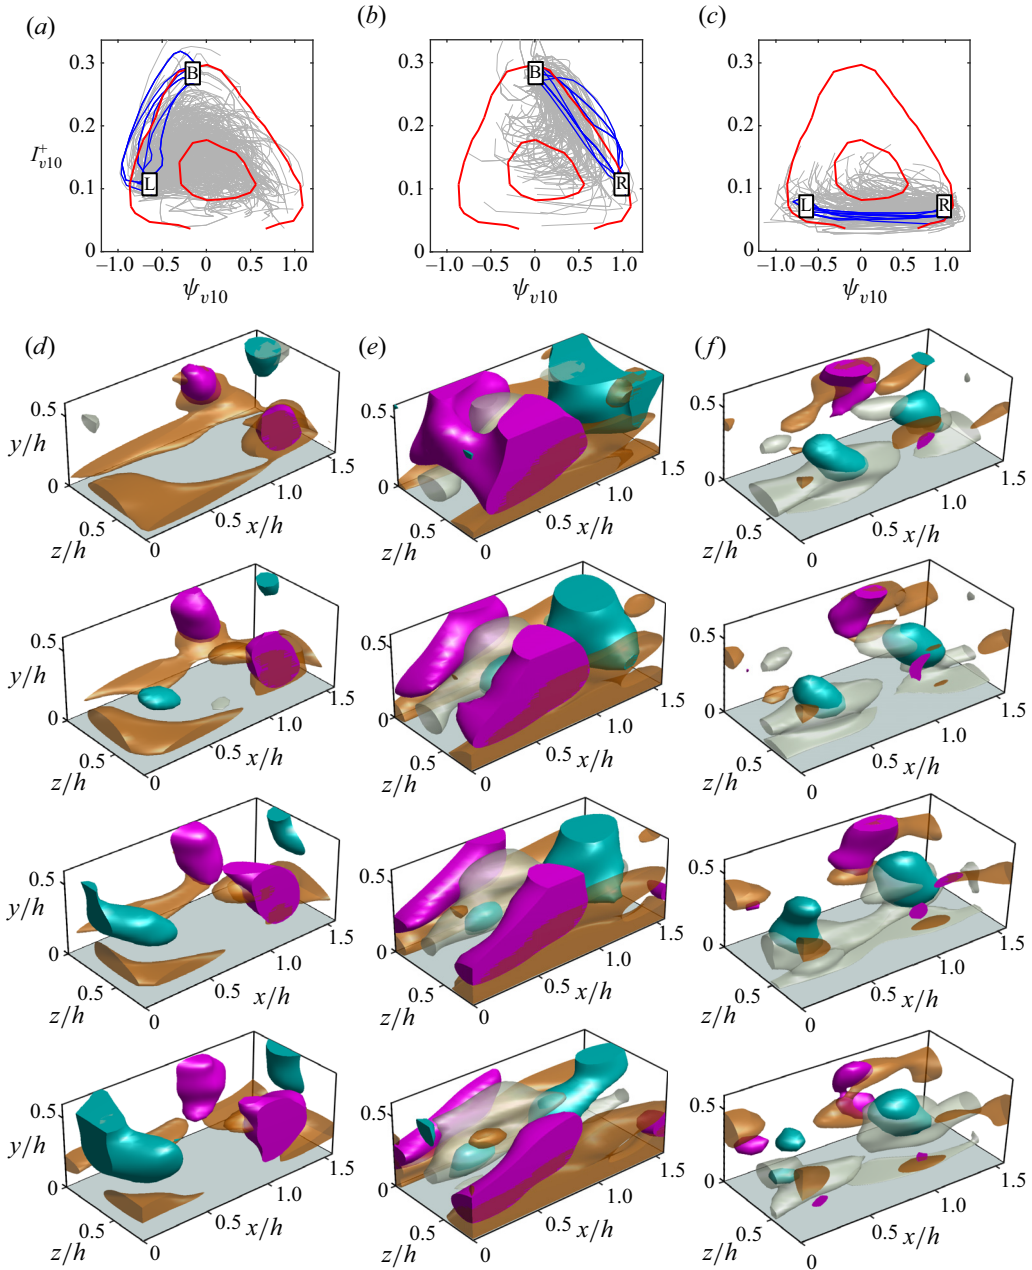 (a) (b) (c)
0.3 0.3 0.3
B B
0.2 0.2 0.2
I⁺v10
L R L R
0.1 0.1 0.1
0 0 0
−1.0 −0.5 0 0.5 1.0 −1.0 −0.5 0 0.5 1.0 −1.0 −0.5 0 0.5 1.0
ψv10 ψv10 ψv10
(d) (e) (f)
0.5 0.5 0.5
y/h
0 0 0
1.5 1.5 1.5
1.0 1.0 1.0
0.5 0.5 0.5 0.5 0.5 0.5
z/h x/h z/h x/h z/h x/h
0 0 0
0.5 0.5 0.5
y/h
0 0 0
1.5 1.5 1.5
1.0 1.0 1.0
0.5 0.5 0.5 0.5 0.5 0.5
z/h x/h z/h x/h z/h x/h
0 0 0
0.5 0.5 0.5
y/h
0 0 0
1.5 1.5 1.5
1.0 1.0 1.0
0.5 0.5 0.5 0.5 0.5 0.5
z/h x/h z/h x/h z/h x/h
0 0 0
0.5 0.5 0.5
y/h
0 0 0
1.5 1.5 1.5
1.0 1.0 1.0
0.5 0.5 0.5 0.5 0.5 0.5
z/h x/h z/h x/h z/h x/h
0 0 0